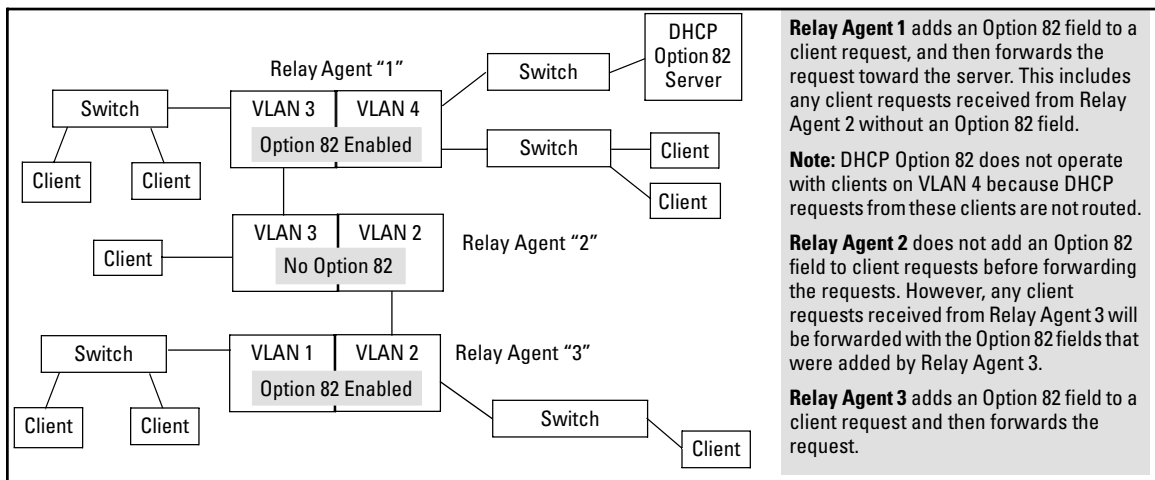 DHCP
Option 82
Server
Relay Agent “1”
Switch
Switch
VLAN 3
VLAN 4
Option 82 Enabled
Client
Client
Switch
Client
Client
VLAN 3
VLAN 2
No Option 82
Relay Agent “2”
Client
Switch
VLAN 1
VLAN 2
Option 82 Enabled
Relay Agent “3”
Client
Client
Switch
Client
Relay Agent 1 adds an Option 82 field to a
client request, and then forwards the
request toward the server. This includes
any client requests received from Relay
Agent 2 without an Option 82 field.
Note: DHCP Option 82 does not operate
with clients on VLAN 4 because DHCP
requests from these clients are not routed.
Relay Agent 2 does not add an Option 82
field to client requests before forwarding
the requests. However, any client
requests received from Relay Agent 3 will
be forwarded with the Option 82 fields that
were added by Relay Agent 3.
Relay Agent 3 adds an Option 82 field to a
client request and then forwards the
request.